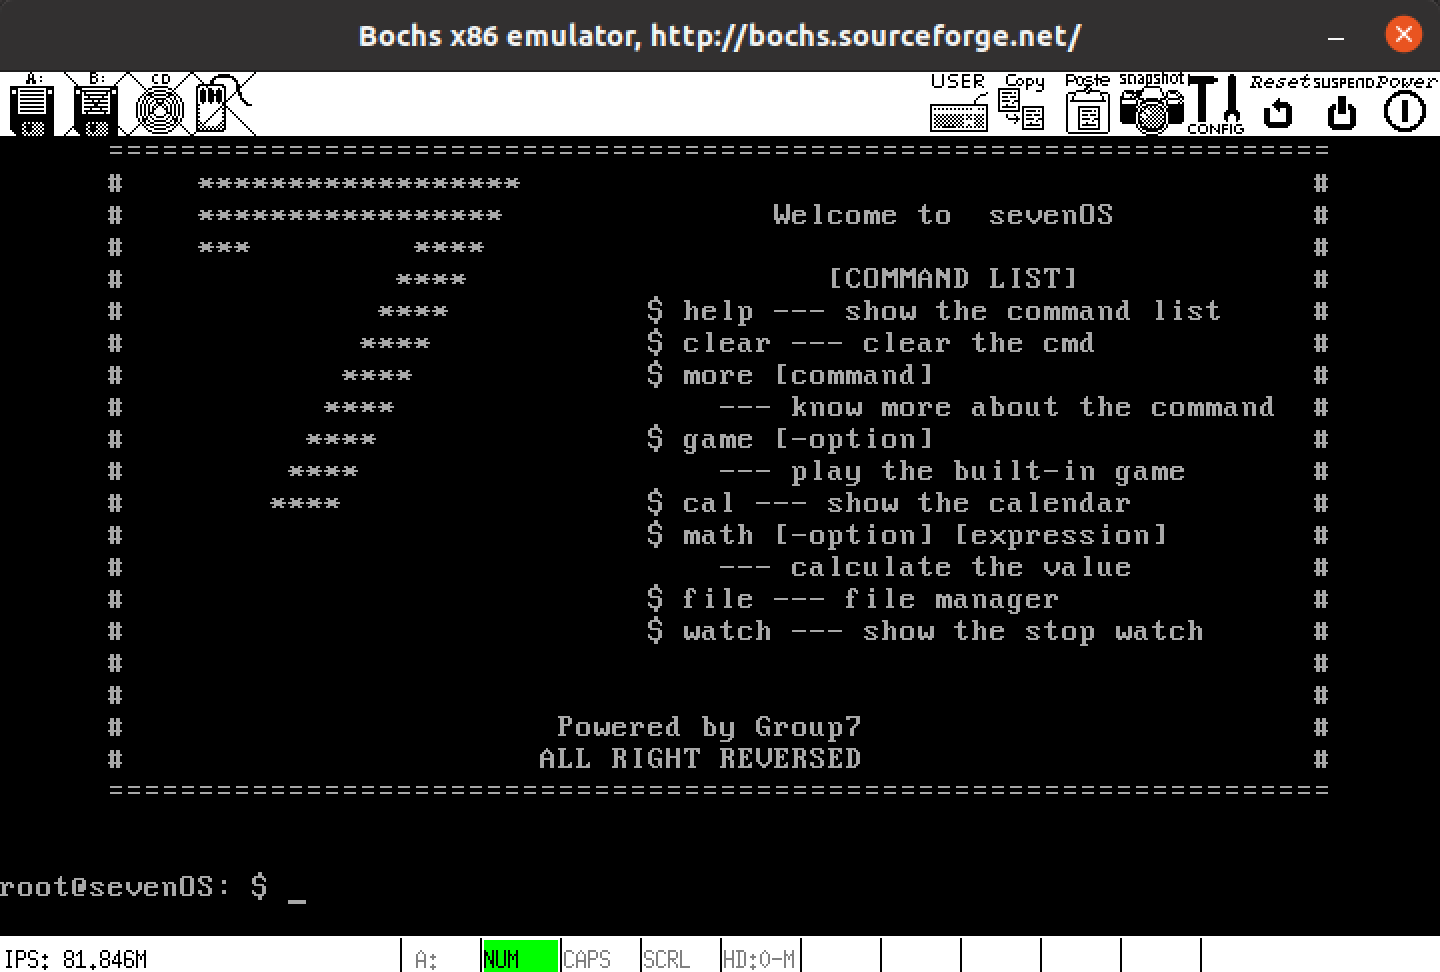 Bochs x86 emulator, http://bochs.sourceforge.net/
A: B: CD USER Copy Paste snapshot CONFIG Reset SUSPEND Power
====================================================================
# ****************** #
# ***************** Welcome to sevenOS #
# *** **** #
# **** [COMMAND LIST] #
# **** $ help --- show the command list #
# **** $ clear --- clear the cmd #
# **** $ more [command] #
# **** --- know more about the command #
# **** $ game [-option] #
# **** --- play the built-in game #
# **** $ cal --- show the calendar #
# $ math [-option] [expression] #
# --- calculate the value #
# $ file --- file manager #
# $ watch --- show the stop watch #
# #
# #
# Powered by Group7 #
# ALL RIGHT REVERSED #
====================================================================
root@sevenOS: $ _
IPS: 81.846M A: NUM CAPS SCRL HD:0-M